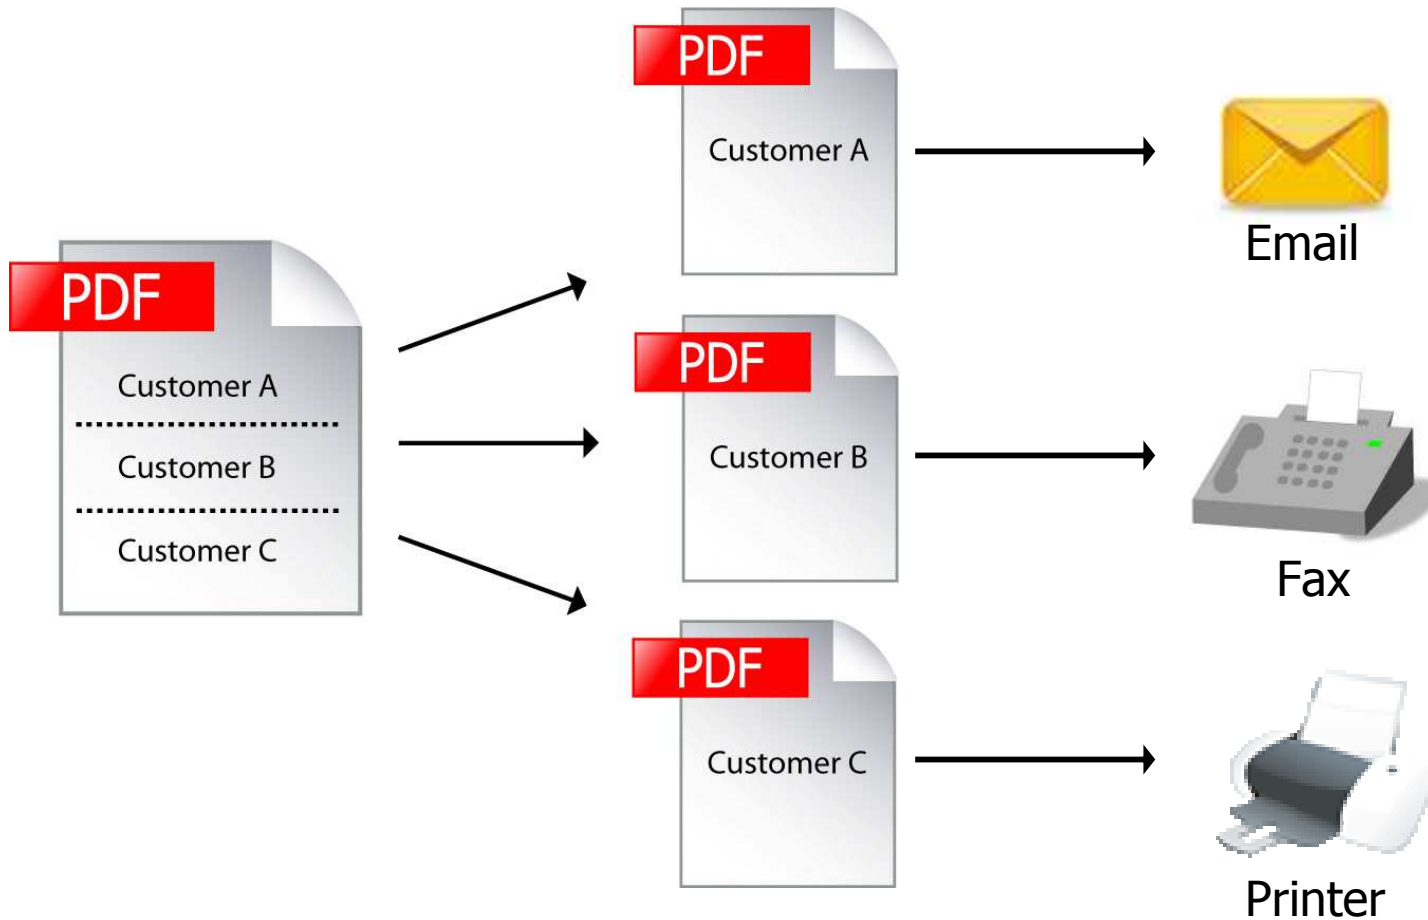 PDF
Customer A
Customer B
Customer C
PDF
Customer A
Email
PDF
Customer B
Fax
PDF
Customer C
Printer